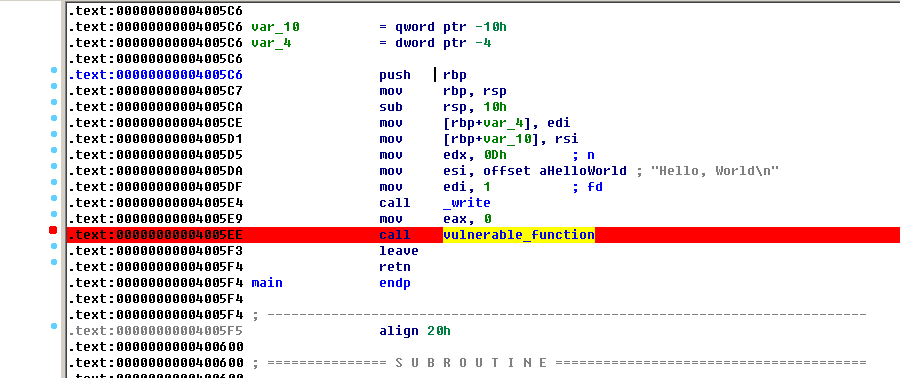 .text:00000000004005C6
.text:00000000004005C6 var_10 = qword ptr -10h
.text:00000000004005C6 var_4 = dword ptr -4
.text:00000000004005C6
.text:00000000004005C6 push rbp
.text:00000000004005C7 mov rbp, rsp
.text:00000000004005CA sub rsp, 10h
.text:00000000004005CE mov [rbp+var_4], edi
.text:00000000004005D1 mov [rbp+var_10], rsi
.text:00000000004005D5 mov edx, 0Dh ; n
.text:00000000004005DA mov esi, offset aHelloWorld ; "Hello, World\n"
.text:00000000004005DF mov edi, 1 ; fd
.text:00000000004005E4 call _write
.text:00000000004005E9 mov eax, 0
.text:00000000004005EE call vulnerable_function
.text:00000000004005F3 leave
.text:00000000004005F4 retn
.text:00000000004005F4 main endp
.text:00000000004005F4
.text:00000000004005F4 ; ---------------------------------------------------------------------------
.text:00000000004005F5 align 20h
.text:0000000000400600
.text:0000000000400600 ; =============== S U B R O U T I N E =======================================
.text:0000000000400600